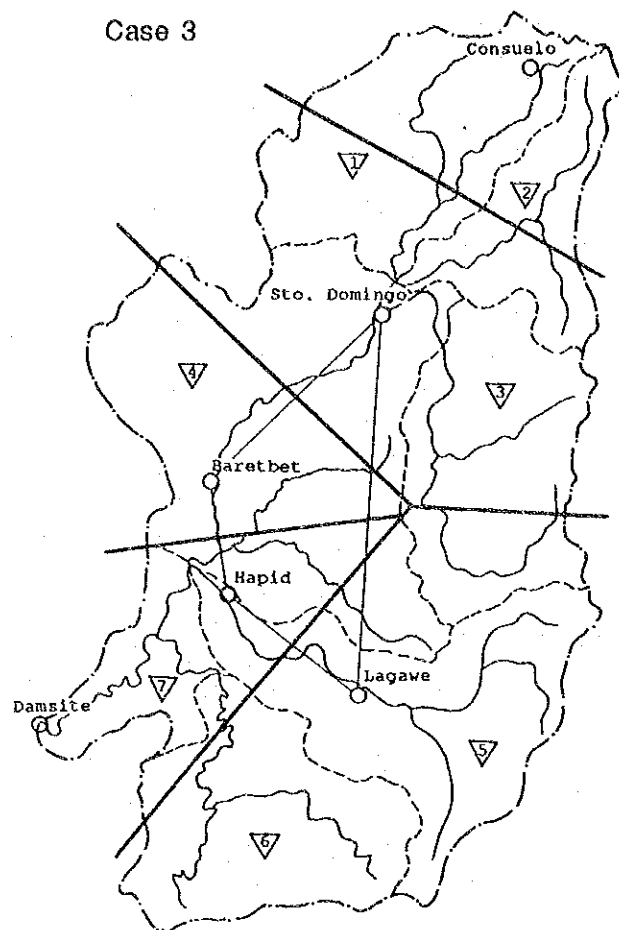 Case 3
Consuelo
1
2
Sto. Domingo
4
3
Baretbet
Hapid
Lagawe
7
Damsite
5
6